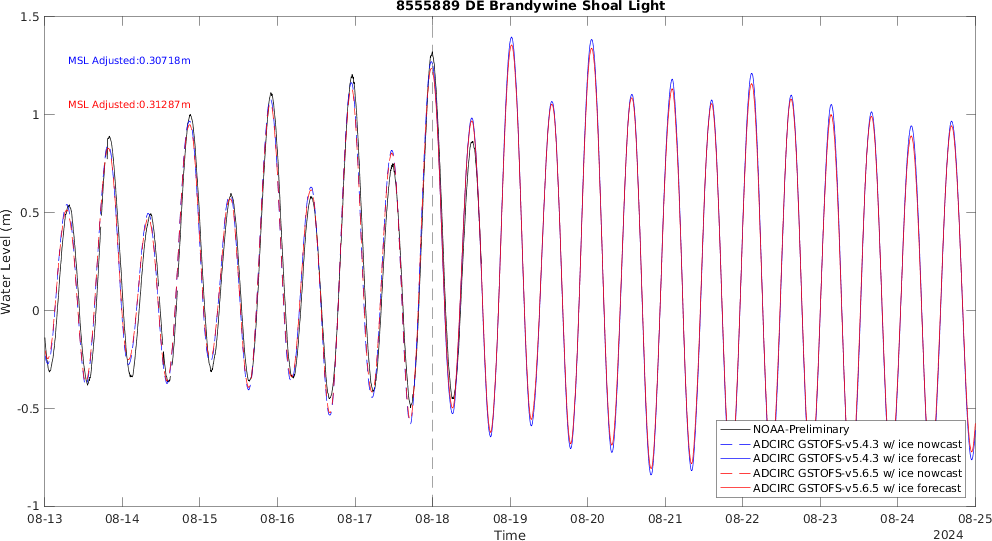 8555889 DE Brandywine Shoal Light
1.5
1
0.5
0
-0.5
-1
Water Level (m)
MSL Adjusted:0.30718m
MSL Adjusted:0.31287m
NOAA-Preliminary
ADCIRC GSTOFS-v5.4.3 w/ ice nowcast
ADCIRC GSTOFS-v5.4.3 w/ ice forecast
ADCIRC GSTOFS-v5.6.5 w/ ice nowcast
ADCIRC GSTOFS-v5.6.5 w/ ice forecast
08-13 08-14 08-15 08-16 08-17 08-18 08-19 08-20 08-21 08-22 08-23 08-24 08-25
Time
2024